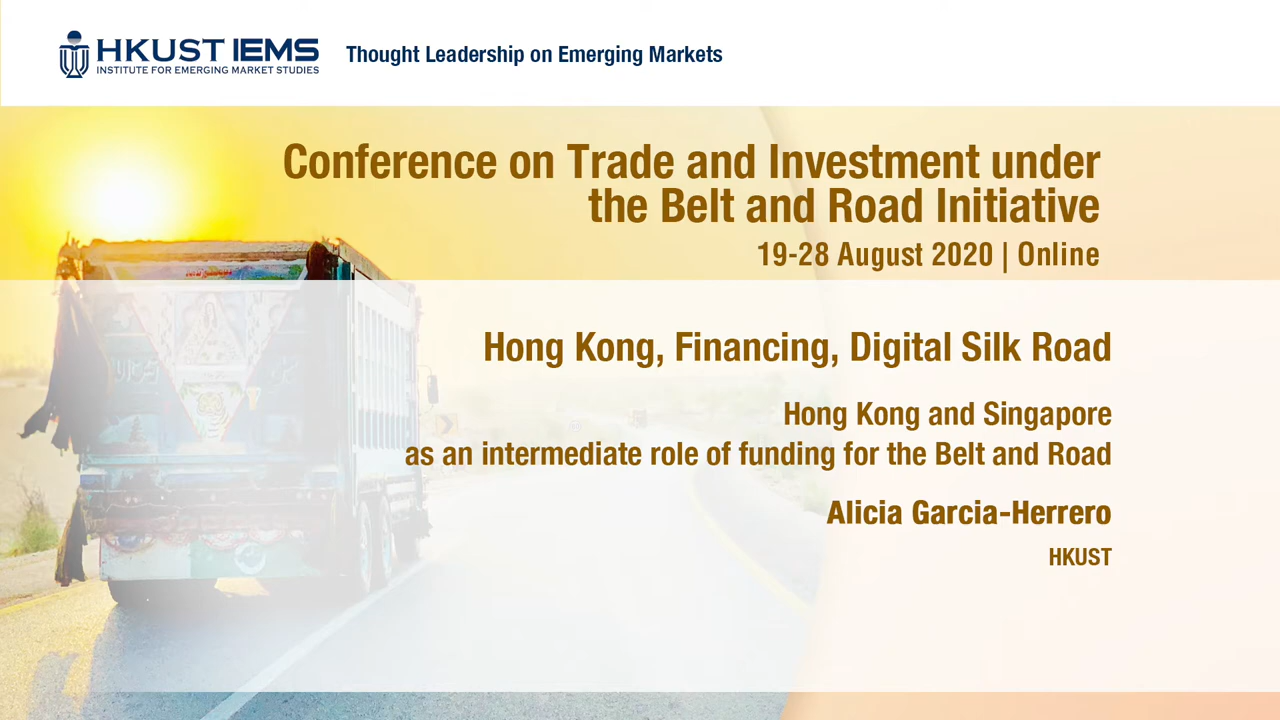 HKUST IEMS
INSTITUTE FOR EMERGING MARKET STUDIES
Thought Leadership on Emerging Markets
Conference on Trade and Investment under
the Belt and Road Initiative
19-28 August 2020 | Online
Hong Kong, Financing, Digital Silk Road
Hong Kong and Singapore
as an intermediate role of funding for the Belt and Road
Alicia Garcia-Herrero
HKUST